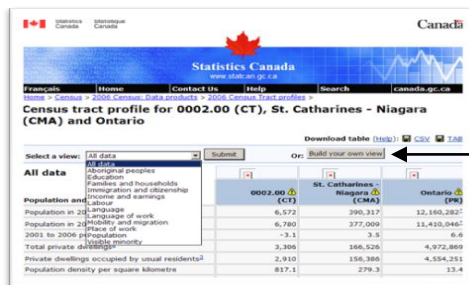 Statistics Canada
Statistique Canada
Canada
Statistics Canada
www.statcan.gc.ca
Français
Home
Contact Us
Help
Search
canada.gc.ca
Home > Census > 2006 Census: Data products > 2006 Census Tract profiles >
Census tract profile for 0002.00 (CT), St. Catharines - Niagara (CMA) and Ontario
Download table (Help): CSV TAB
Select a view: All data Submit Or: Build your own view
All data
Aboriginal peoples
Education
Families and households
Immigration and citizenship
Income and earnings
Labour
Language
Language of work
Mobility and migration
Place of work
Population
Visible minority
All data
Population and
0002.00 (CT)
St. Catharines - Niagara (CMA)
Ontario (PR)
Population in 20 6,572 390,317 12,160,282
Population in 20 6,780 377,009 11,410,046
2001 to 2006 p -3.1 3.5 6.6
Total private dwellings 3,306 166,526 4,972,869
Private dwellings occupied by usual residents 2,910 156,386 4,554,251
Population density per square kilometre 817.1 279.3 13.4